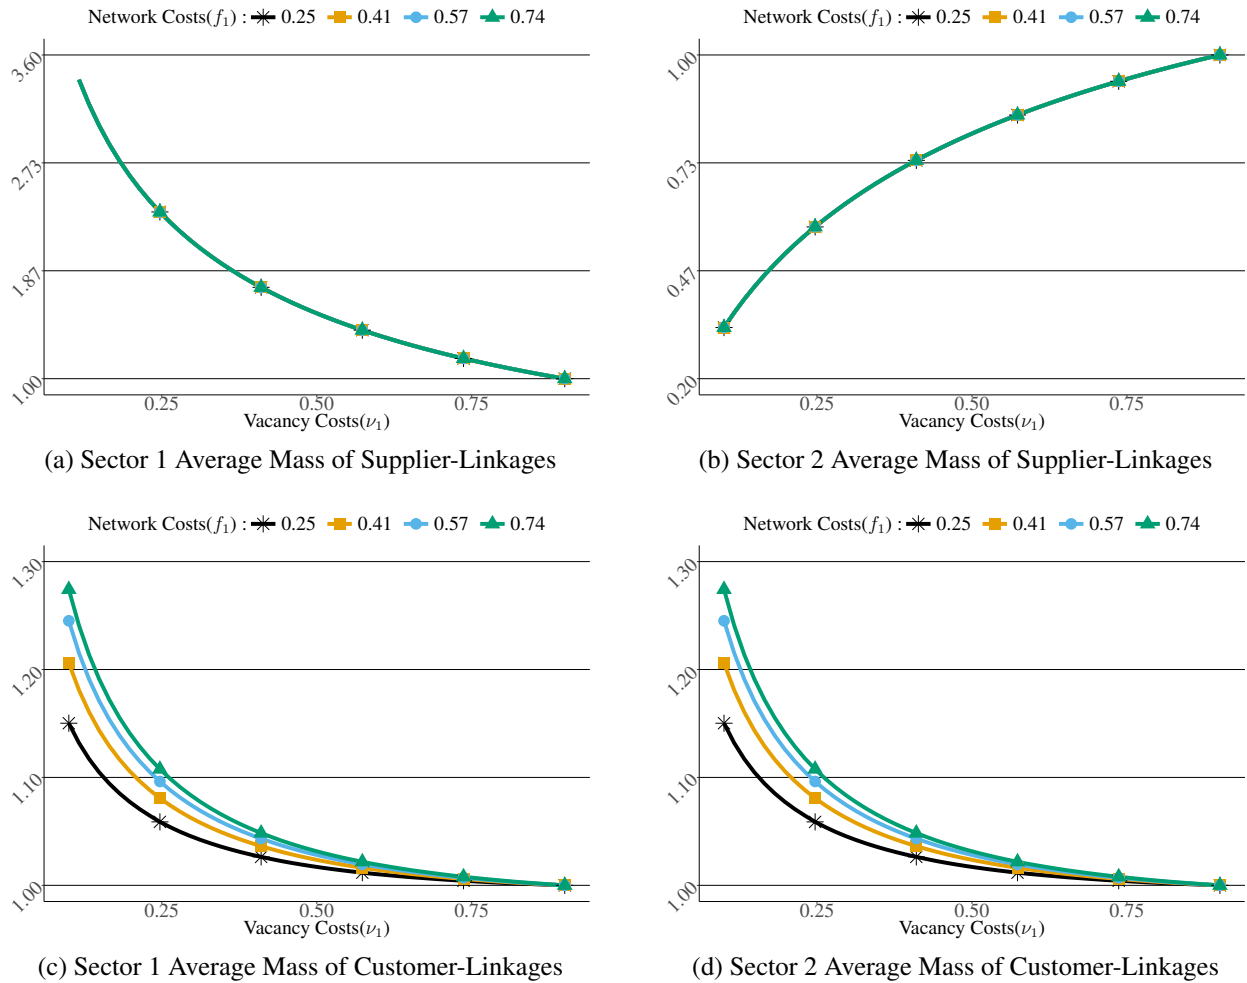 Network Costs(f₁) : 0.25 0.41 0.57 0.74
3.60
2.73
1.87
1.00
0.25 0.50 0.75
Vacancy Costs(ν₁)
(a) Sector 1 Average Mass of Supplier-Linkages
Network Costs(f₁) : 0.25 0.41 0.57 0.74
1.00
0.73
0.47
0.20
0.25 0.50 0.75
Vacancy Costs(ν₁)
(b) Sector 2 Average Mass of Supplier-Linkages
Network Costs(f₁) : 0.25 0.41 0.57 0.74
1.30
1.20
1.10
1.00
0.25 0.50 0.75
Vacancy Costs(ν₁)
(c) Sector 1 Average Mass of Customer-Linkages
Network Costs(f₁) : 0.25 0.41 0.57 0.74
1.30
1.20
1.10
1.00
0.25 0.50 0.75
Vacancy Costs(ν₁)
(d) Sector 2 Average Mass of Customer-Linkages